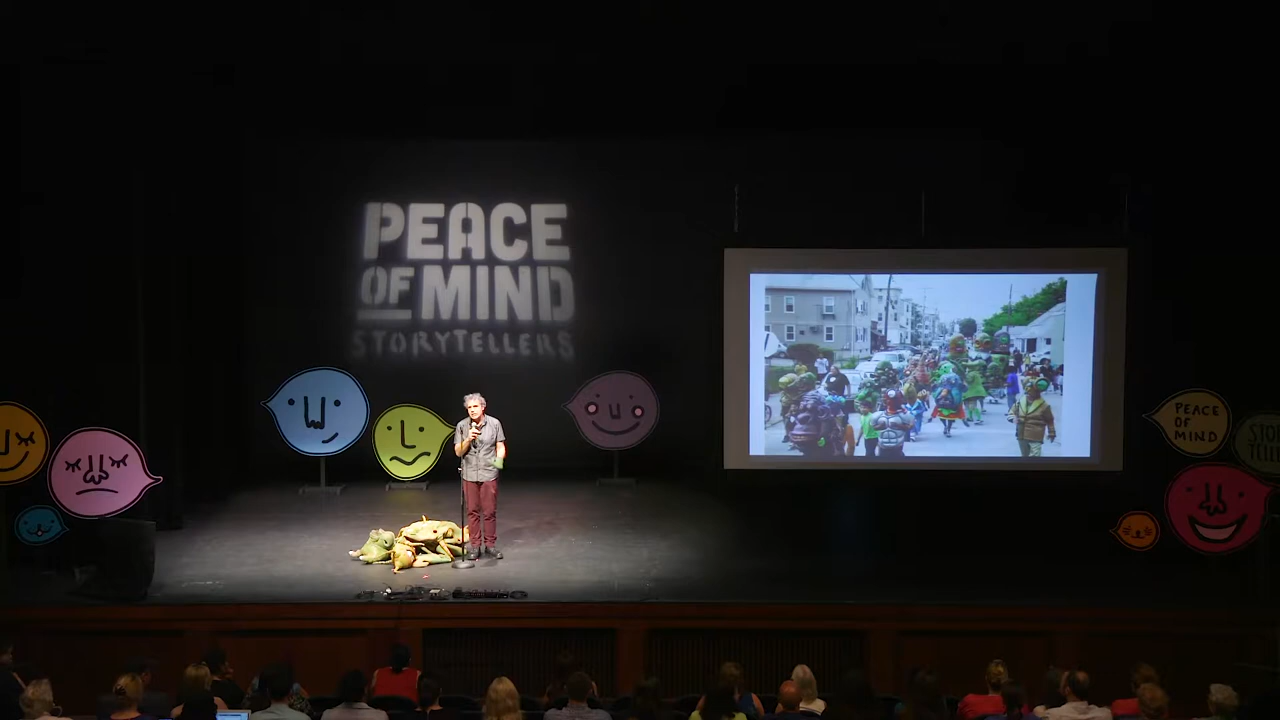 PEACE
OF MIND
STORYTELLERS
PEACE
OF
MIND